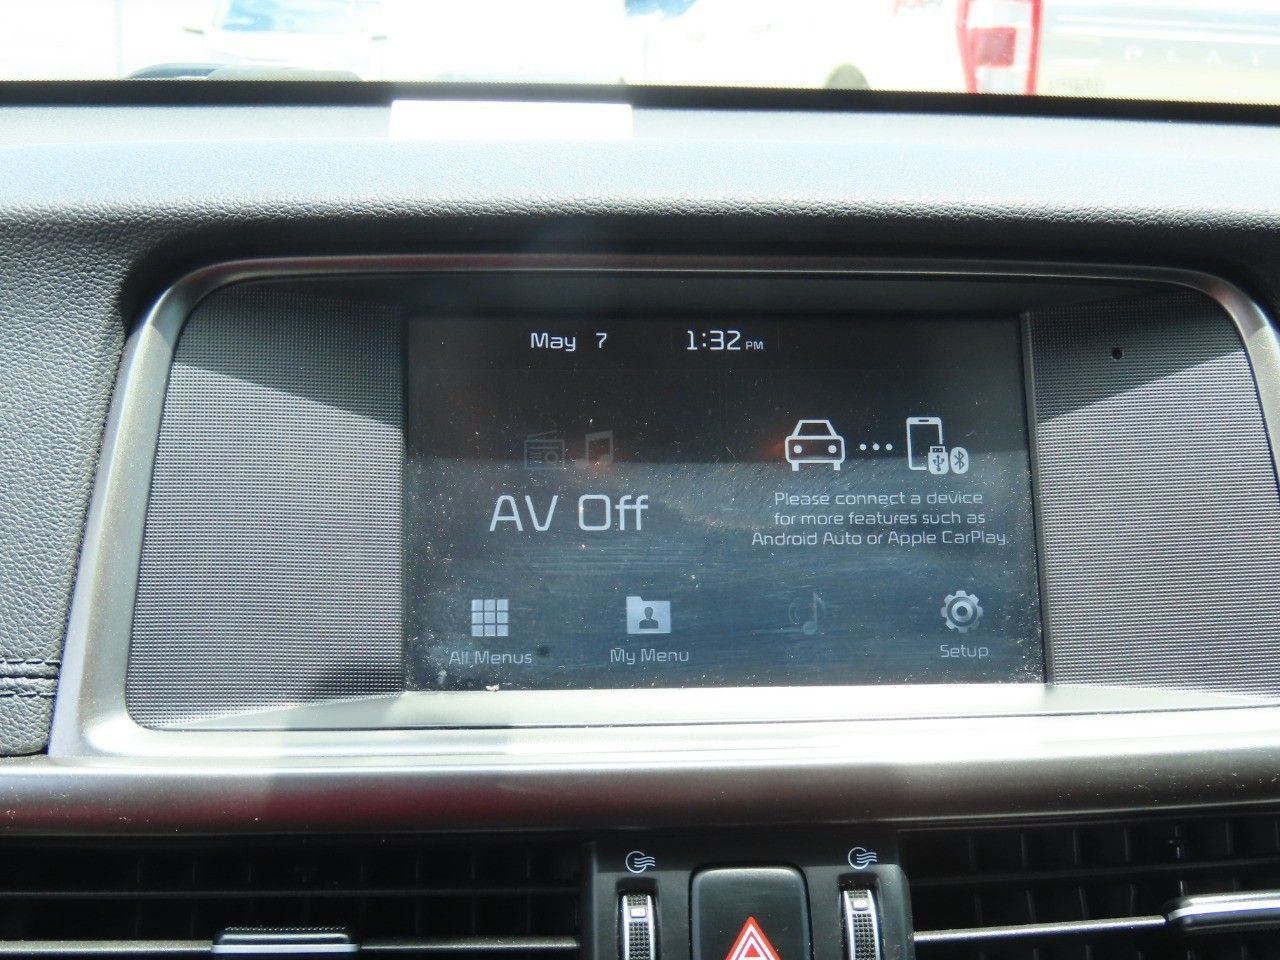 PLAT
May 7 1:32 PM
AV Off
Please connect a device
for more features such as
Android Auto or Apple CarPlay.
All Menus
My Menu
Setup